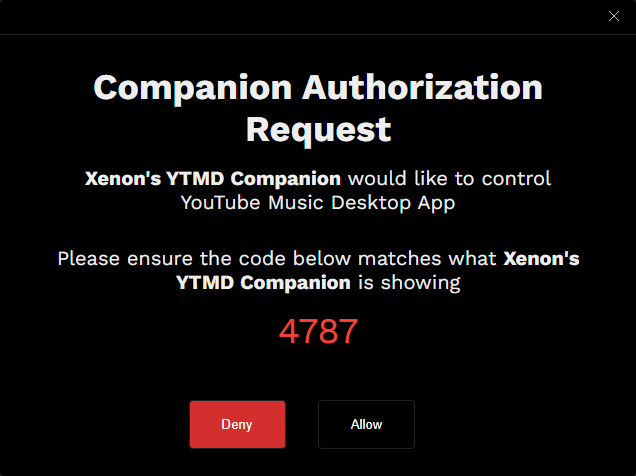 Companion Authorization
Request
Xenon's YTMD Companion would like to control
YouTube Music Desktop App
Please ensure the code below matches what Xenon's
YTMD Companion is showing
4787
Deny Allow